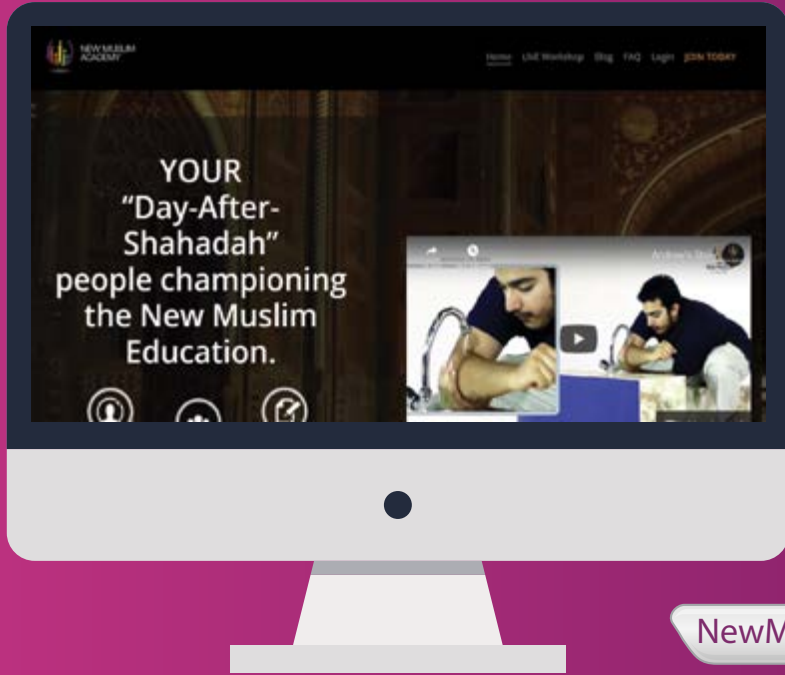 NEW MUSLIM
ACADEMY
Home LIVE Workshop Blog FAQ Login JOIN TODAY
YOUR
“Day-After-
Shahadah”
people championing
the New Muslim
Education.
NewM